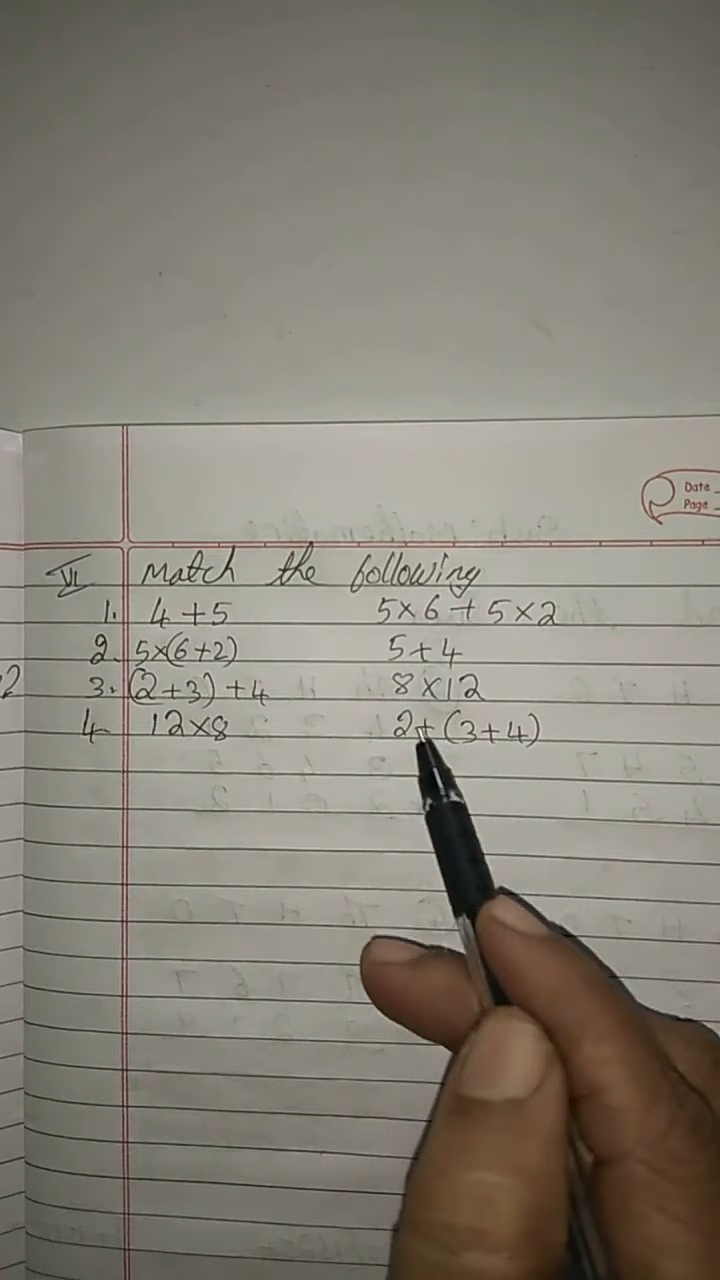 Date
Page
VI Match the following
1. 4+5 5×6+5×2
2. 5×(6+2) 5+4
3. (2+3)+4 8×12
4. 12×8 2+(3+4)
2